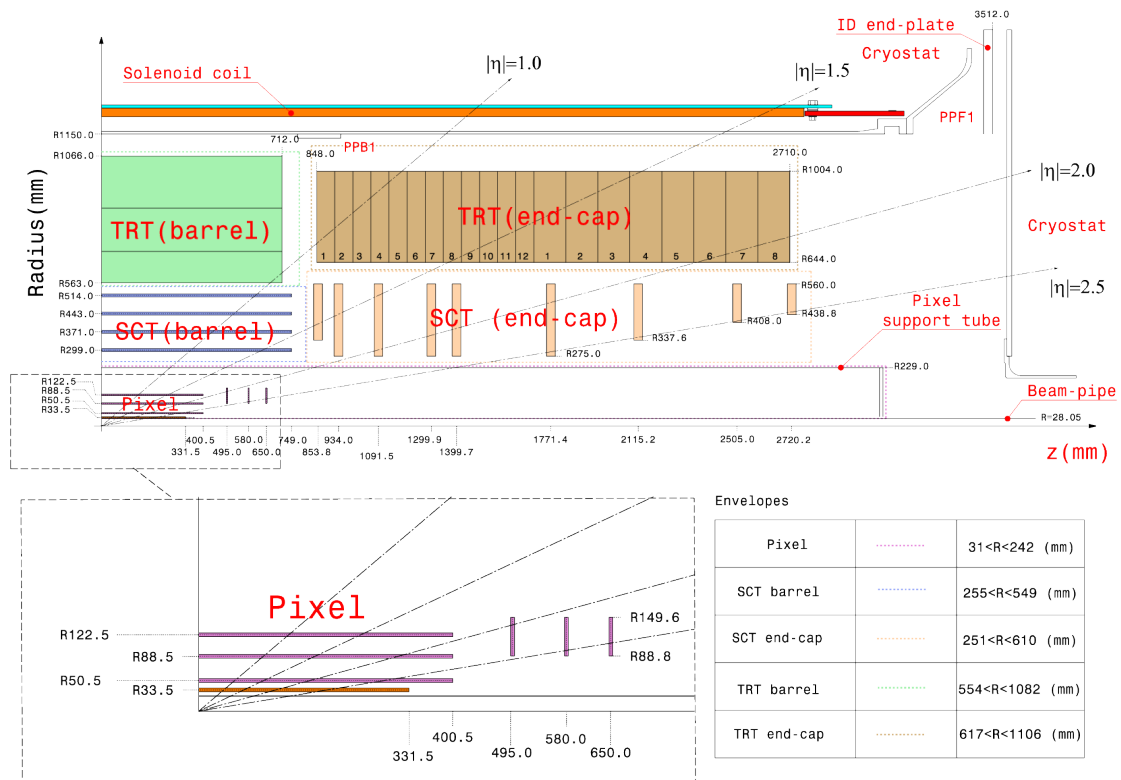 3512.0
ID end-plate
Cryostat
|η|=1.0
|η|=1.5
Solenoid coil
PPF1
R1150.0
712.0
PPB1
R1066.0
848.0
2710.0
R1004.0
|η|=2.0
TRT(barrel)
TRT(end-cap)
Radius(mm)
Cryostat
1 2 3 4 5 6 7 8 9 10 11 12 1 2 3 4 5 6 7 8
R644.0
|η|=2.5
R563.0
R560.0
R514.0
R443.0
R438.8
SCT(barrel)
SCT (end-cap)
R408.0
Pixel
support tube
R371.0
R337.6
R299.0
R275.0
R229.0
R122.5
R88.5
R50.5
R33.5
Pixel
Beam-pipe
R=28.05
400.5 580.0 749.0 934.0 1299.9 1771.4 2115.2 2505.0 2720.2
331.5 495.0 650.0 853.8 1091.5 1399.7
z(mm)
Envelopes
Pixel 31<R<242 (mm)
SCT barrel 255<R<549 (mm)
SCT end-cap 251<R<610 (mm)
TRT barrel 554<R<1082 (mm)
TRT end-cap 617<R<1106 (mm)
Pixel
R149.6
R122.5
R88.5
R88.8
R50.5
R33.5
400.5
331.5
495.0
580.0
650.0